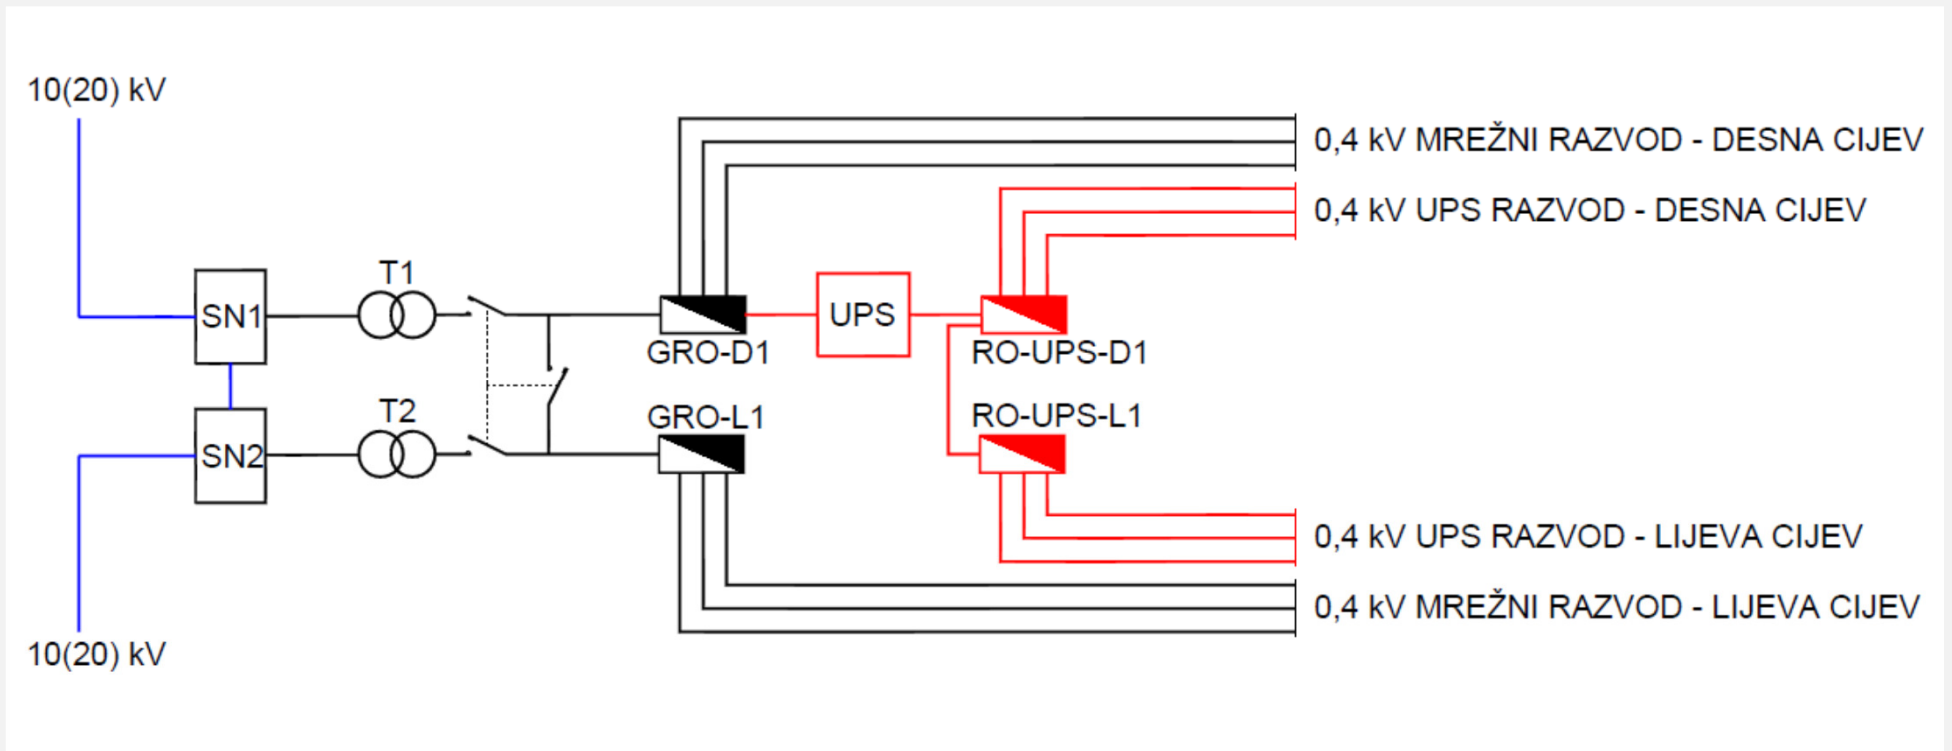 10(20) kV
0,4 kV MREŽNI RAZVOD - DESNA CIJEV
0,4 kV UPS RAZVOD - DESNA CIJEV
T1
SN1
UPS
GRO-D1
RO-UPS-D1
T2
GRO-L1
RO-UPS-L1
SN2
0,4 kV UPS RAZVOD - LIJEVA CIJEV
0,4 kV MREŽNI RAZVOD - LIJEVA CIJEV
10(20) kV